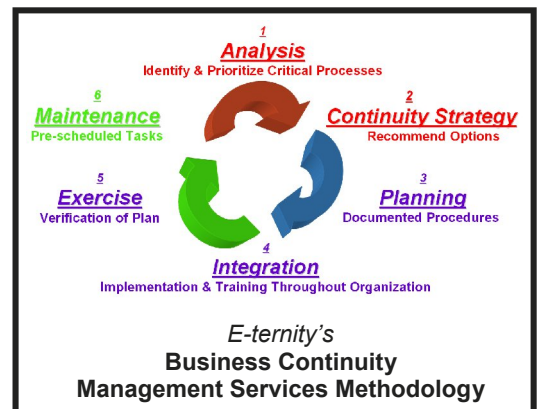 1
Analysis
Identify & Prioritize Critical Processes
2
Continuity Strategy
Recommend Options
3
Planning
Documented Procedures
4
Integration
Implementation & Training Throughout Organization
5
Exercise
Verification of Plan
6
Maintenance
Pre-scheduled Tasks
E-ternity's
Business Continuity
Management Services Methodology